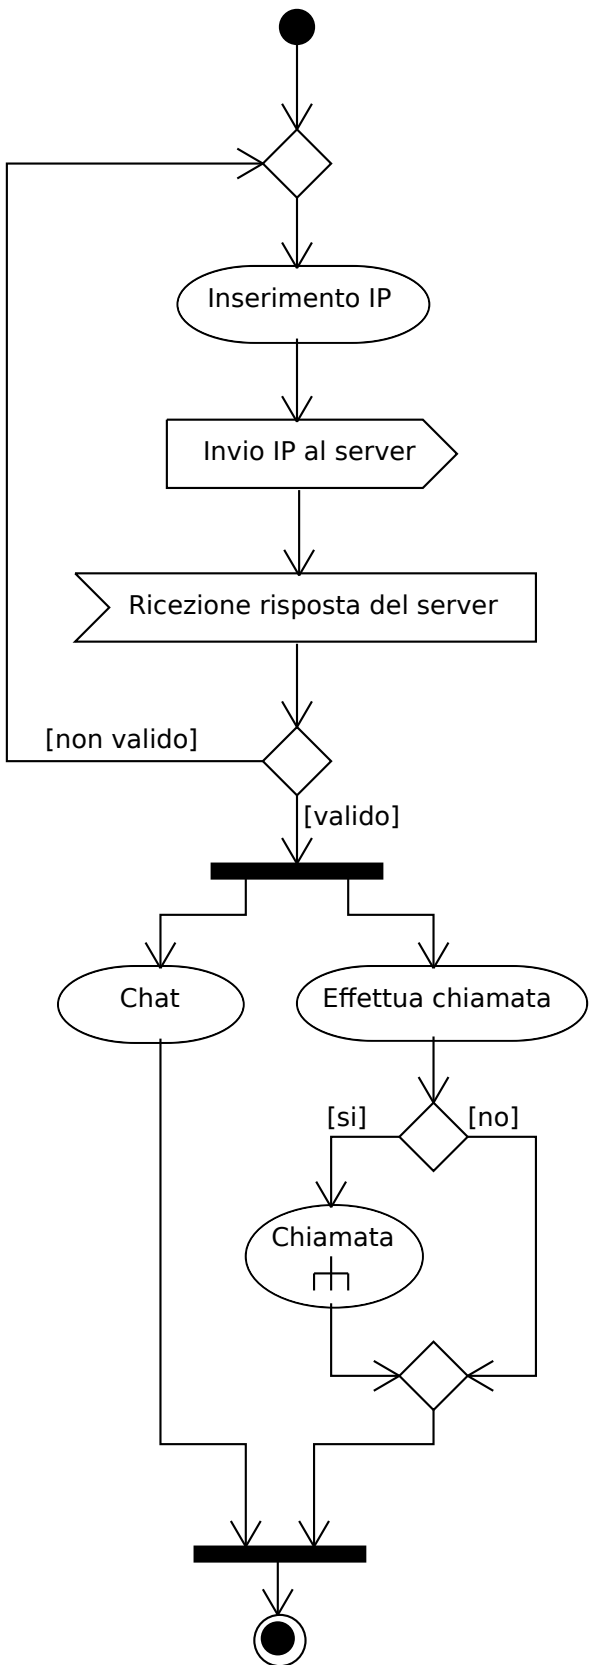 Inserimento IP
Invio IP al server
Ricezione risposta del server
[non valido]
[valido]
Chat
Effettua chiamata
[si]
[no]
Chiamata